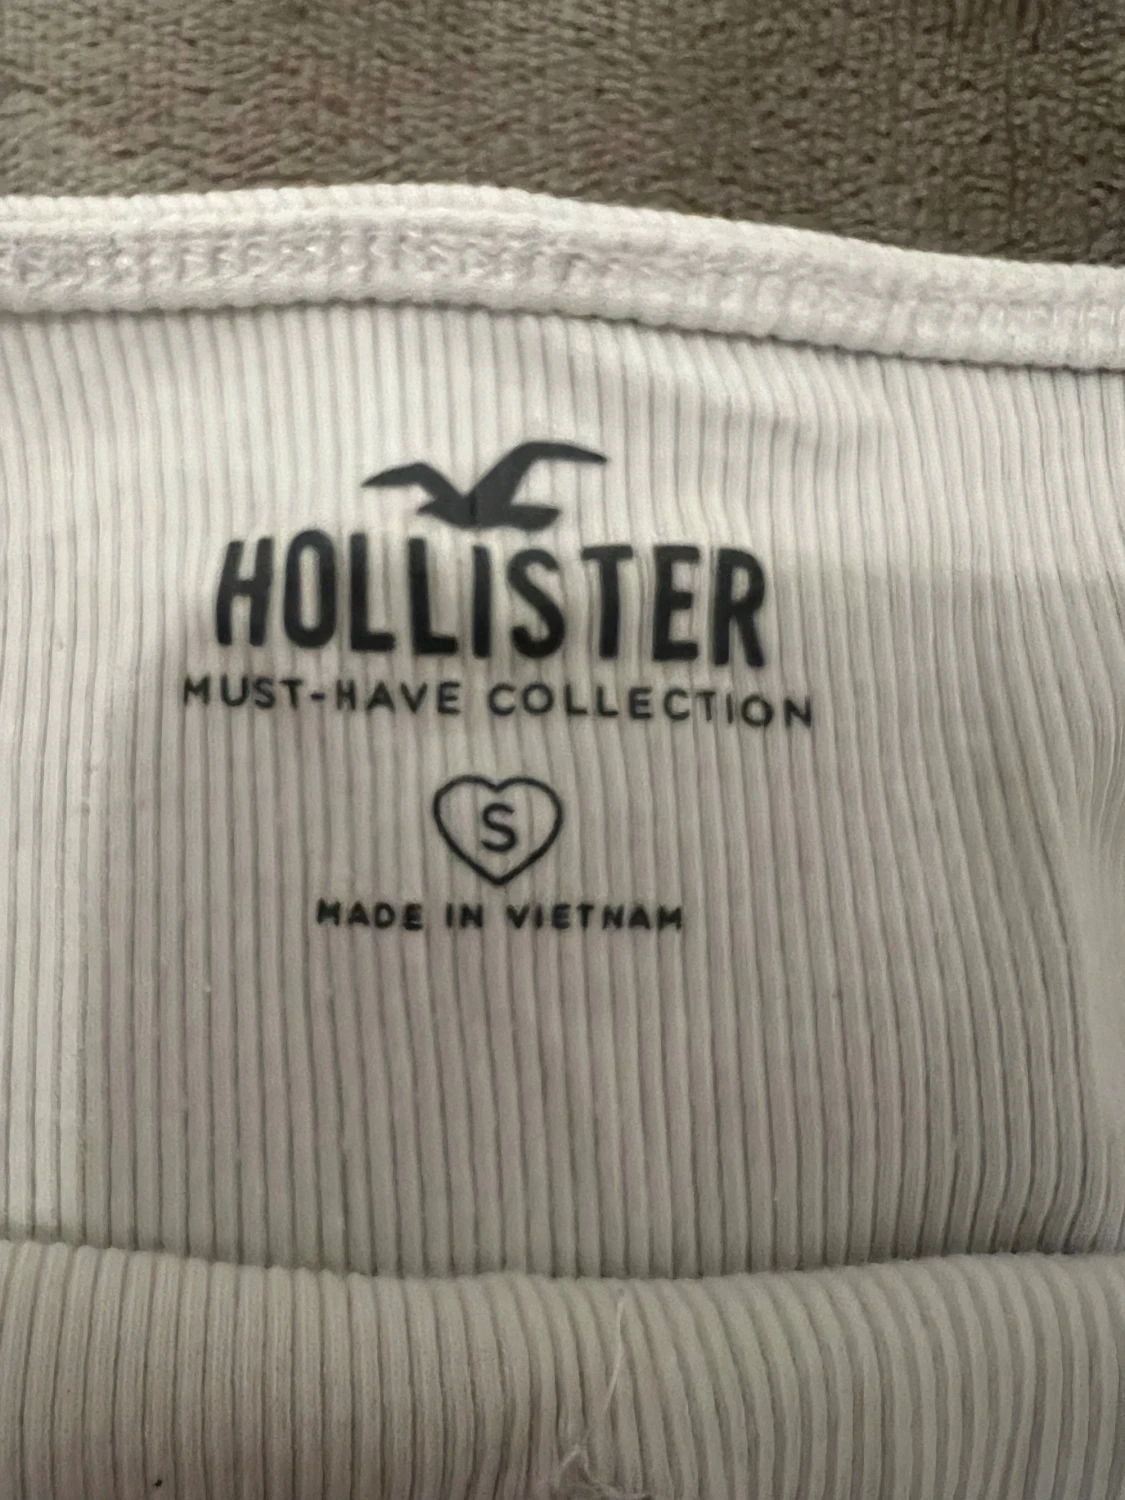 HOLLISTER
MUST-HAVE COLLECTION
S
MADE IN VIETNAM